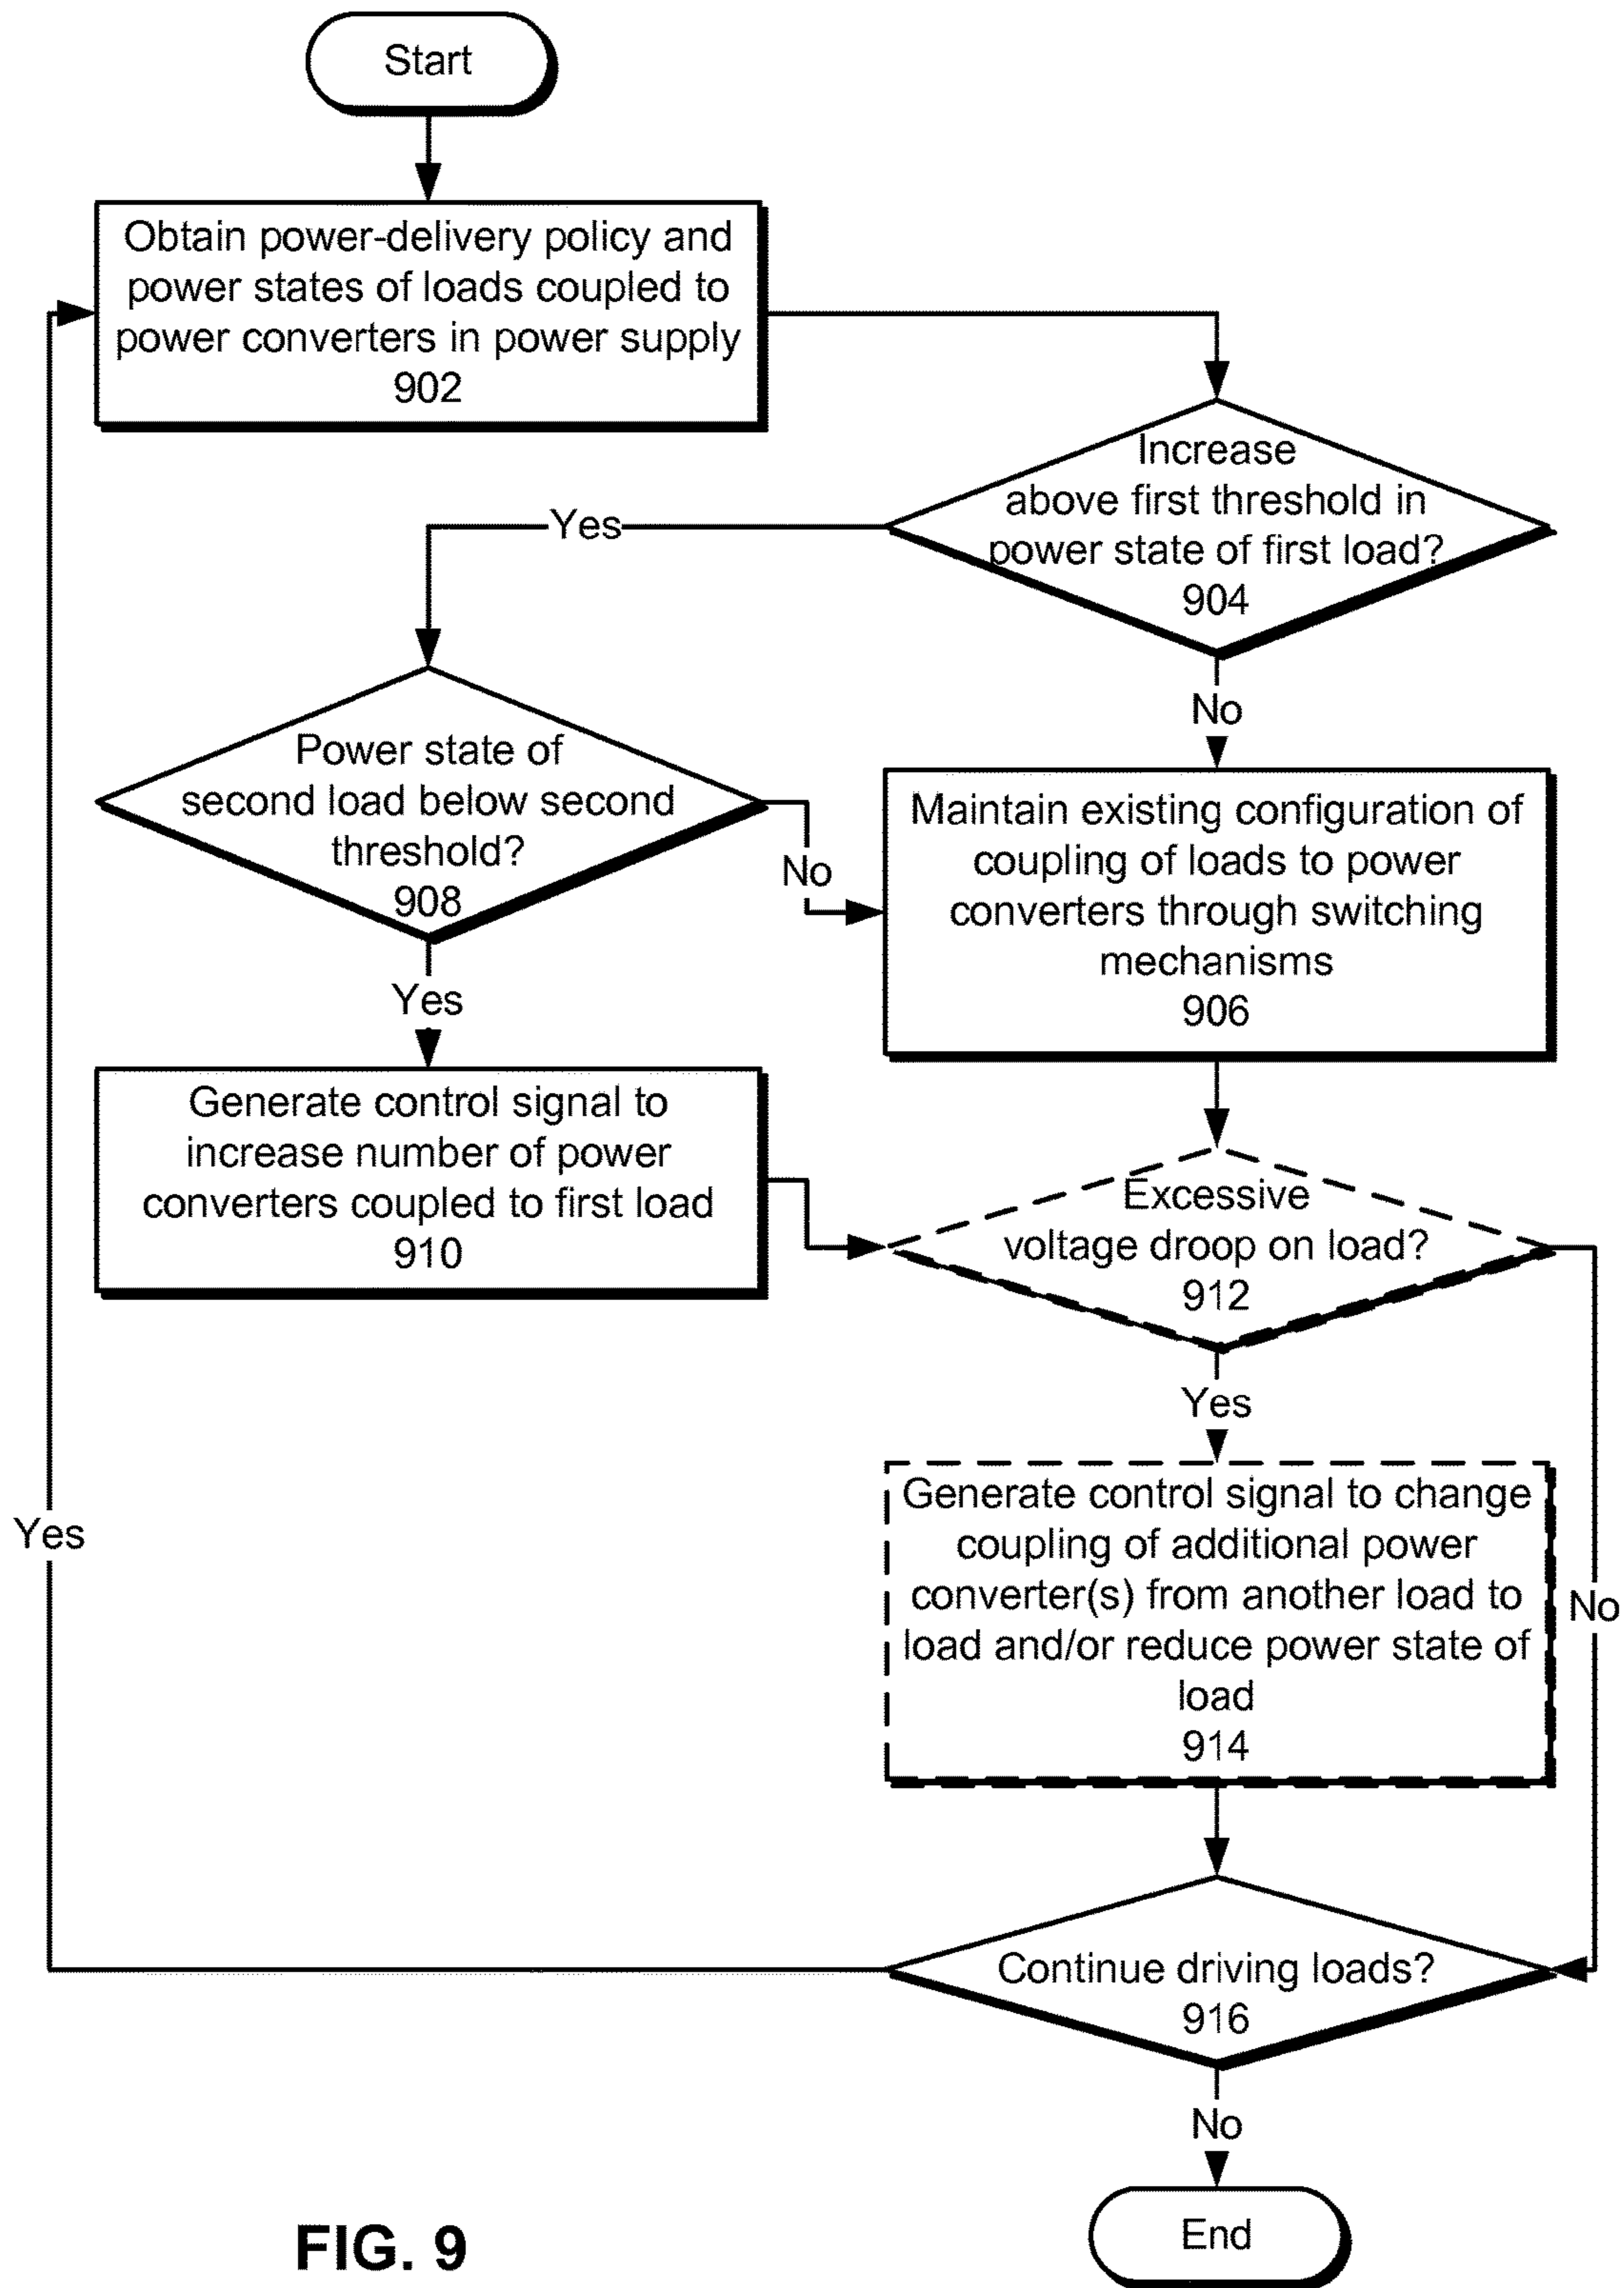 Start
Obtain power-delivery policy and
power states of loads coupled to
power converters in power supply
902
Increase
above first threshold in
power state of first load?
904
Yes
No
Power state of
second load below second
threshold?
908
No
Yes
Maintain existing configuration of
coupling of loads to power
converters through switching
mechanisms
906
Generate control signal to
increase number of power
converters coupled to first load
910
Excessive
voltage droop on load?
912
Yes
No
Generate control signal to change
coupling of additional power
converter(s) from another load to
load and/or reduce power state of
load
914
Yes
Continue driving loads?
916
No
End
FIG. 9